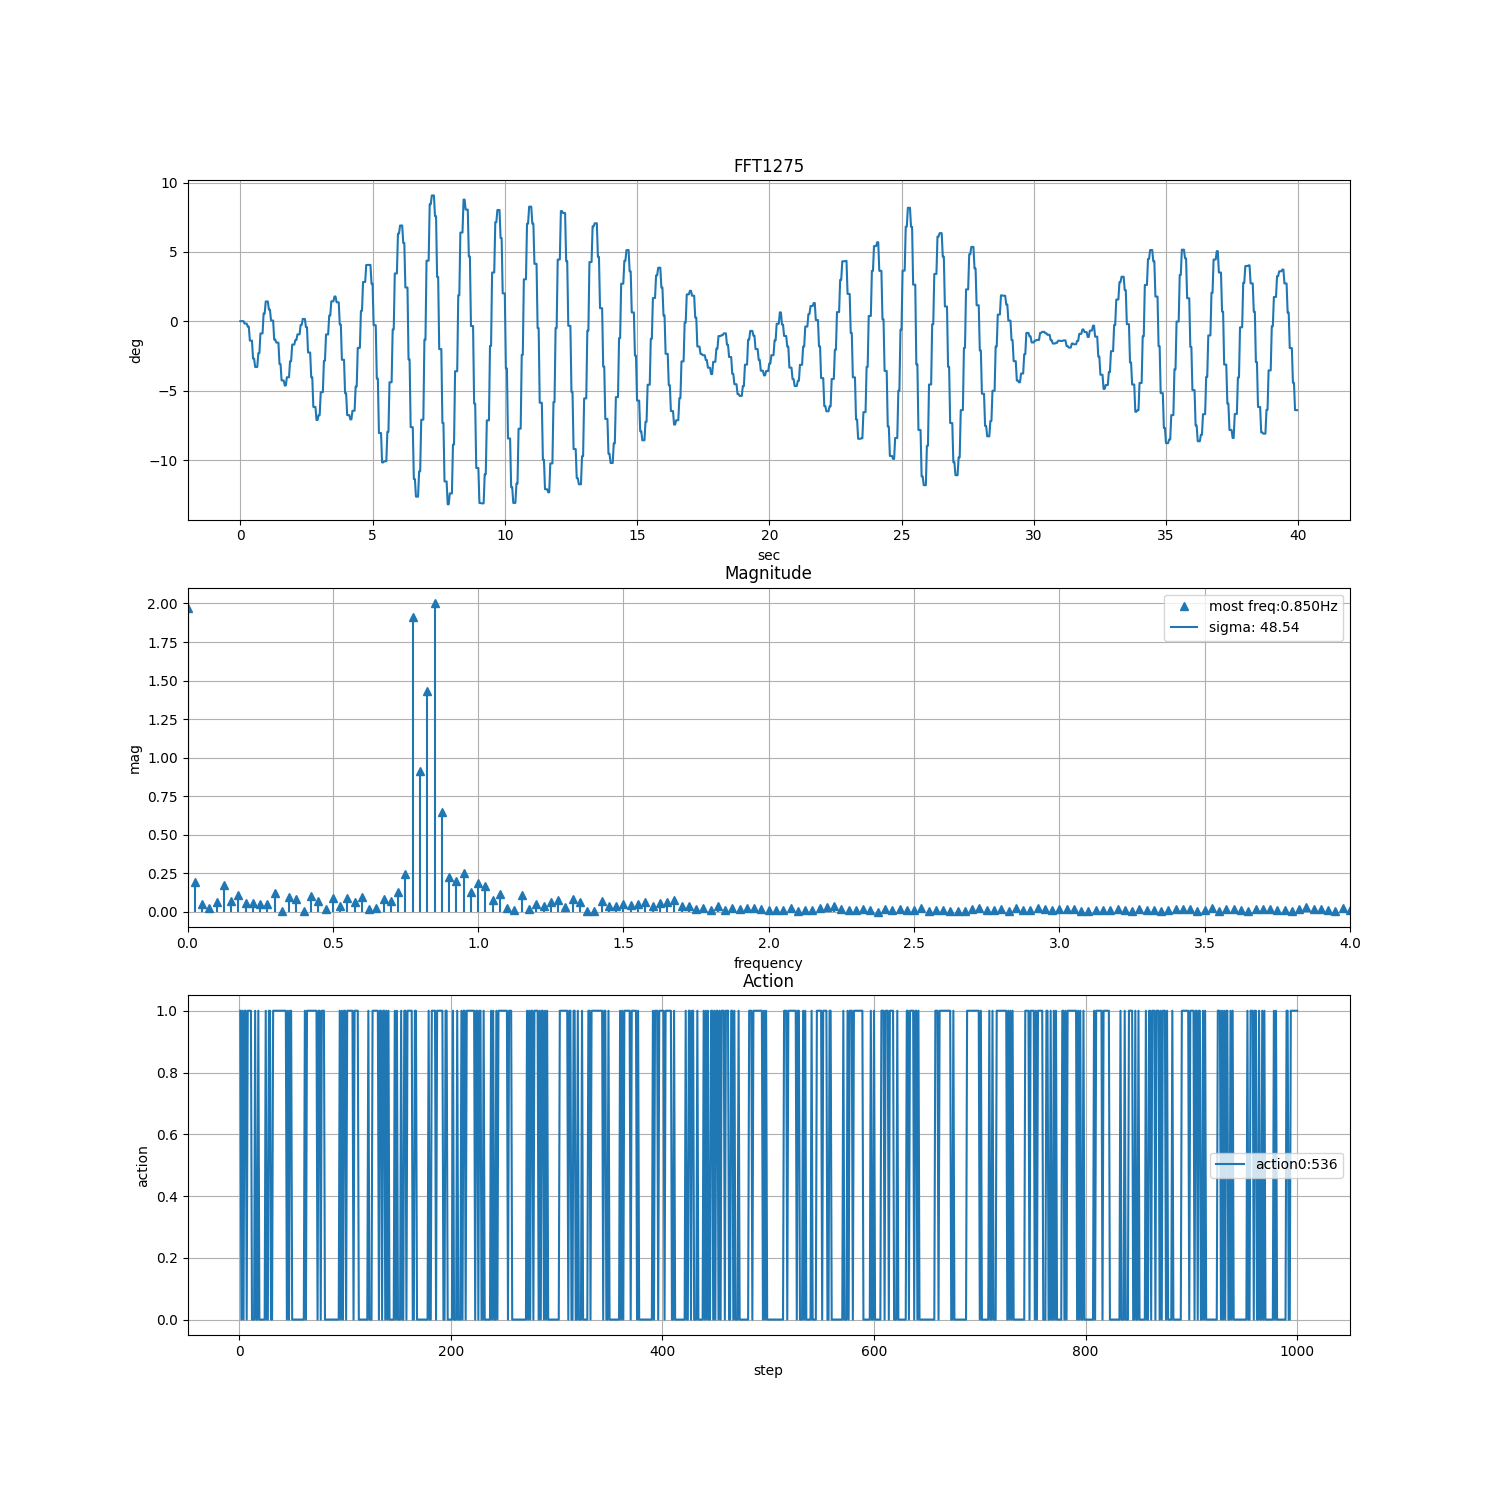 FFT1275
10
5
0
−5
−10
deg
0 5 10 15 20 25 30 35 40
sec
Magnitude
2.00
1.75
1.50
1.25
1.00
0.75
0.50
0.25
0.00
mag
most freq:0.850Hz
sigma: 48.54
0.0 0.5 1.0 1.5 2.0 2.5 3.0 3.5 4.0
frequency
Action
1.0
0.8
0.6
0.4
0.2
0.0
action
action0:536
0 200 400 600 800 1000
step